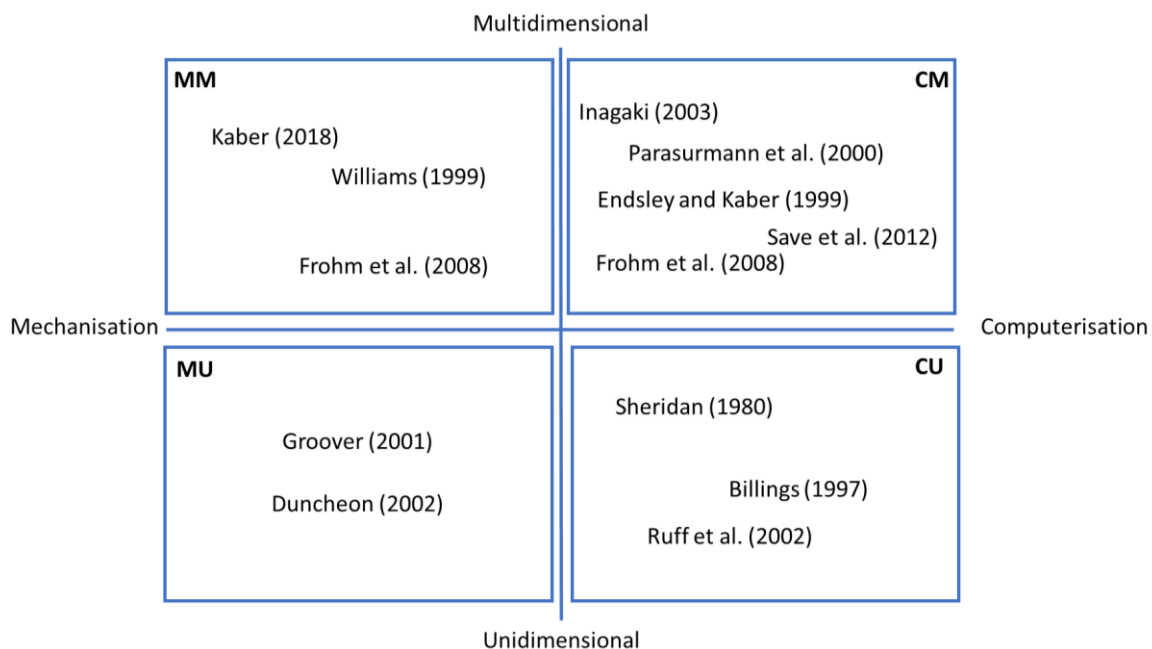 Multidimensional
MM
Kaber (2018)
Williams (1999)
Frohm et al. (2008)
CM
Inagaki (2003)
Parasurmann et al. (2000)
Endsley and Kaber (1999)
Save et al. (2012)
Frohm et al. (2008)
Mechanisation
Computerisation
MU
Groover (2001)
Duncheon (2002)
CU
Sheridan (1980)
Billings (1997)
Ruff et al. (2002)
Unidimensional